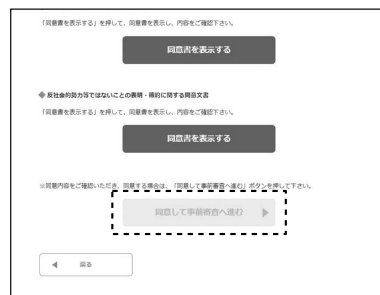 「同意書を表示する」を押して、同意書を表示し、内容をご確認下さい。
同意書を表示する
◆ 反社会的勢力等ではないことの表明・確約に関する同意文書
「同意書を表示する」を押して、同意書を表示し、内容をご確認下さい。
同意書を表示する
※同意内容をご確認いただき、同意する場合は、「同意して事前審査へ進む」ボタンを押して下さい。
同意して事前審査へ進む ▶
◀ 戻る